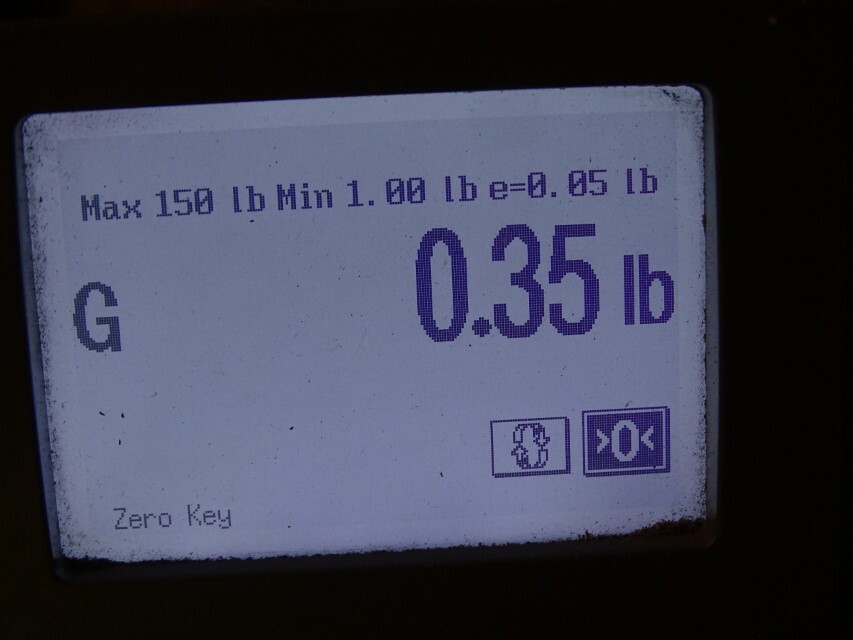 Max 150 lb Min 1.00 lb e=0.05 lb
G 0.35 lb
>0<
Zero Key